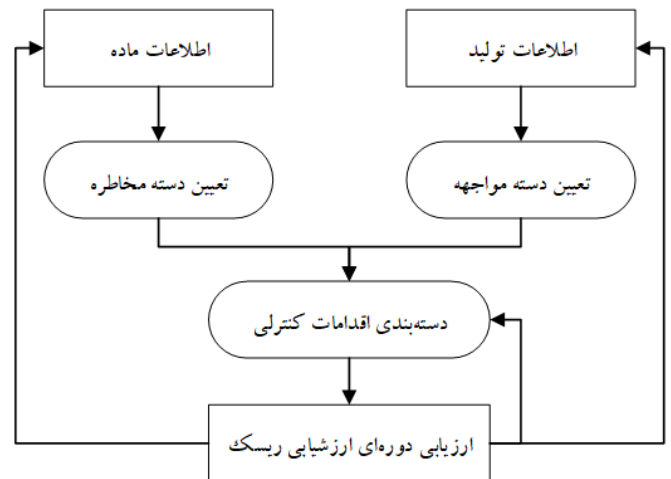 اطلاعات تولید
اطلاعات ماده
تعیین دسته مواجهه
تعیین دسته مخاطره
دسته‌بندی اقدامات کنترلی
ارزیابی دوره‌ای ارزشیابی ریسک